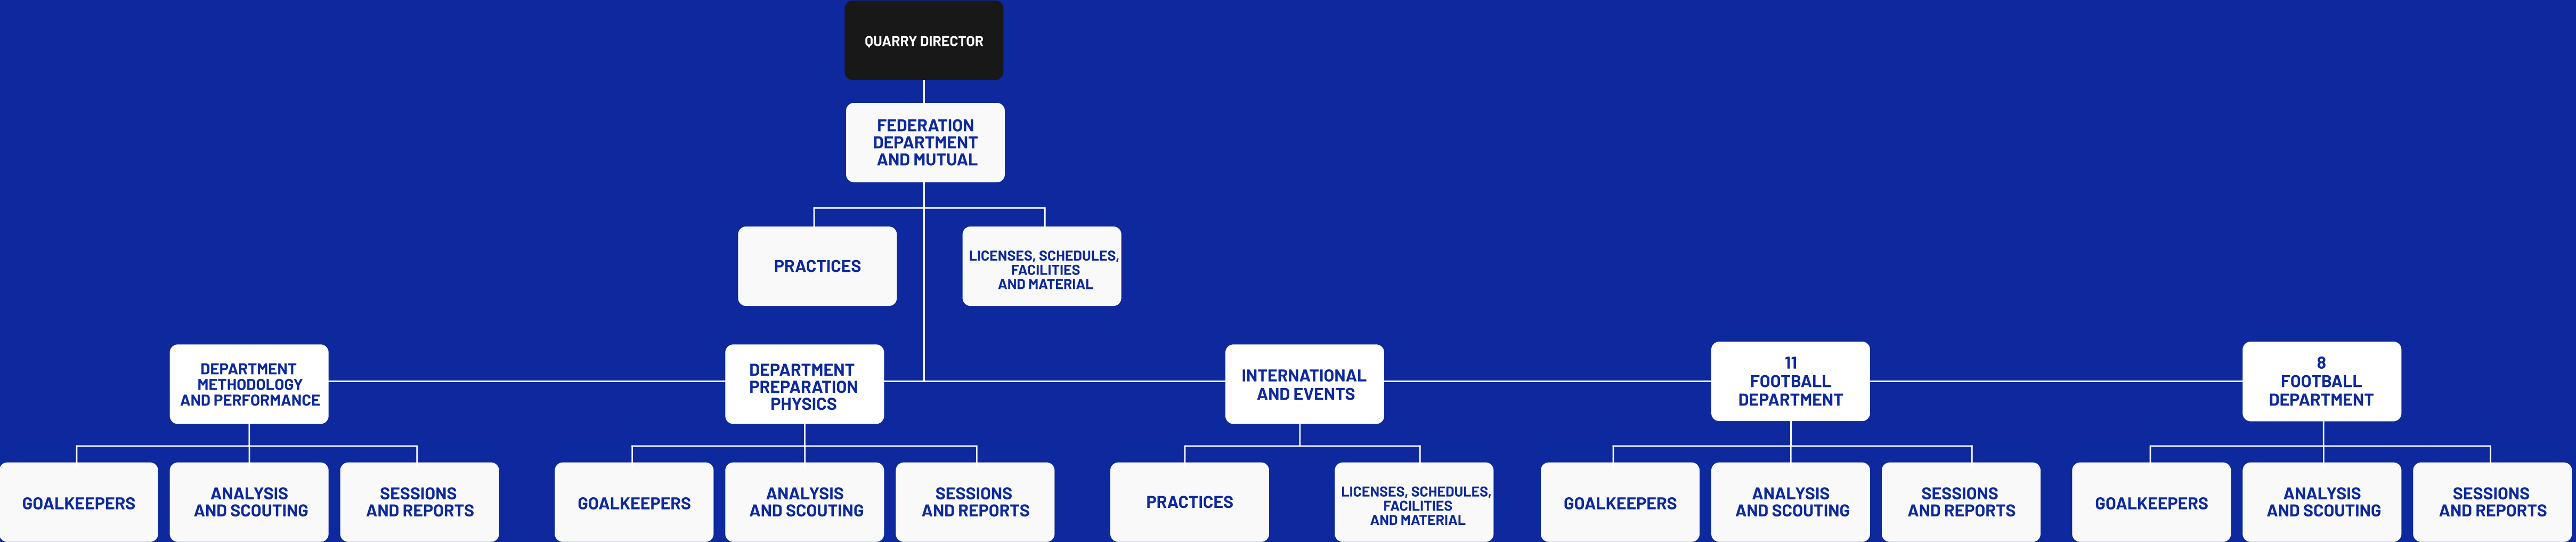 QUARRY DIRECTOR
FEDERATION
DEPARTMENT
AND MUTUAL
PRACTICES
LICENSES, SCHEDULES,
FACILITIES
AND MATERIAL
DEPARTMENT
METHODOLOGY
AND PERFORMANCE
DEPARTMENT
PREPARATION
PHYSICS
INTERNATIONAL
AND EVENTS
11
FOOTBALL
DEPARTMENT
8
FOOTBALL
DEPARTMENT
GOALKEEPERS
ANALYSIS
AND SCOUTING
SESSIONS
AND REPORTS
GOALKEEPERS
ANALYSIS
AND SCOUTING
SESSIONS
AND REPORTS
PRACTICES
LICENSES, SCHEDULES,
FACILITIES
AND MATERIAL
GOALKEEPERS
ANALYSIS
AND SCOUTING
SESSIONS
AND REPORTS
GOALKEEPERS
ANALYSIS
AND SCOUTING
SESSIONS
AND REPORTS